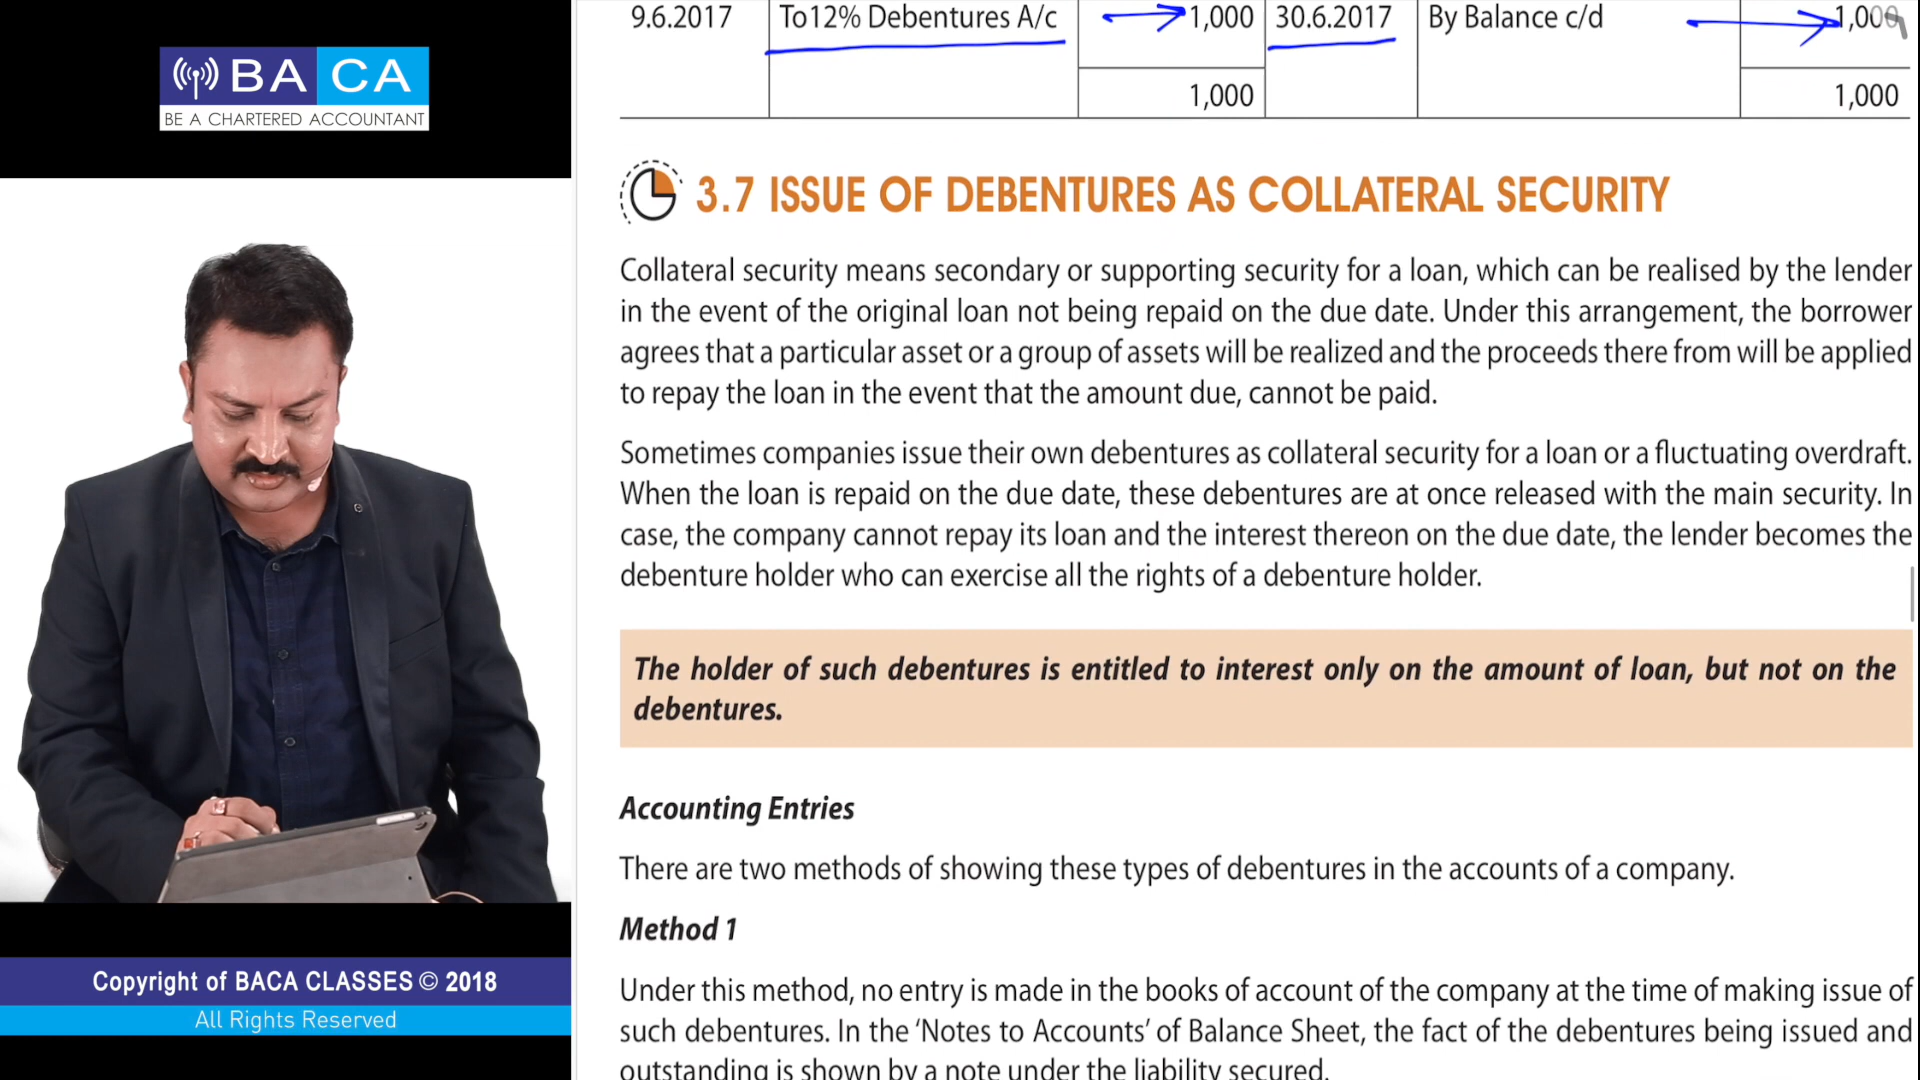 BA CA
BE A CHARTERED ACCOUNTANT
9.6.2017 To12% Debentures A/c 1,000 30.6.2017 By Balance c/d 1,000
1,000 1,000
3.7 ISSUE OF DEBENTURES AS COLLATERAL SECURITY
Collateral security means secondary or supporting security for a loan, which can be realised by the lender
in the event of the original loan not being repaid on the due date. Under this arrangement, the borrower
agrees that a particular asset or a group of assets will be realized and the proceeds there from will be applied
to repay the loan in the event that the amount due, cannot be paid.
Sometimes companies issue their own debentures as collateral security for a loan or a fluctuating overdraft.
When the loan is repaid on the due date, these debentures are at once released with the main security. In
case, the company cannot repay its loan and the interest thereon on the due date, the lender becomes the
debenture holder who can exercise all the rights of a debenture holder.
The holder of such debentures is entitled to interest only on the amount of loan, but not on the
debentures.
Accounting Entries
There are two methods of showing these types of debentures in the accounts of a company.
Method 1
Under this method, no entry is made in the books of account of the company at the time of making issue of
such debentures. In the ‘Notes to Accounts’ of Balance Sheet, the fact of the debentures being issued and
outstanding is shown by a note under the liability secured.
Copyright of BACA CLASSES © 2018
All Rights Reserved